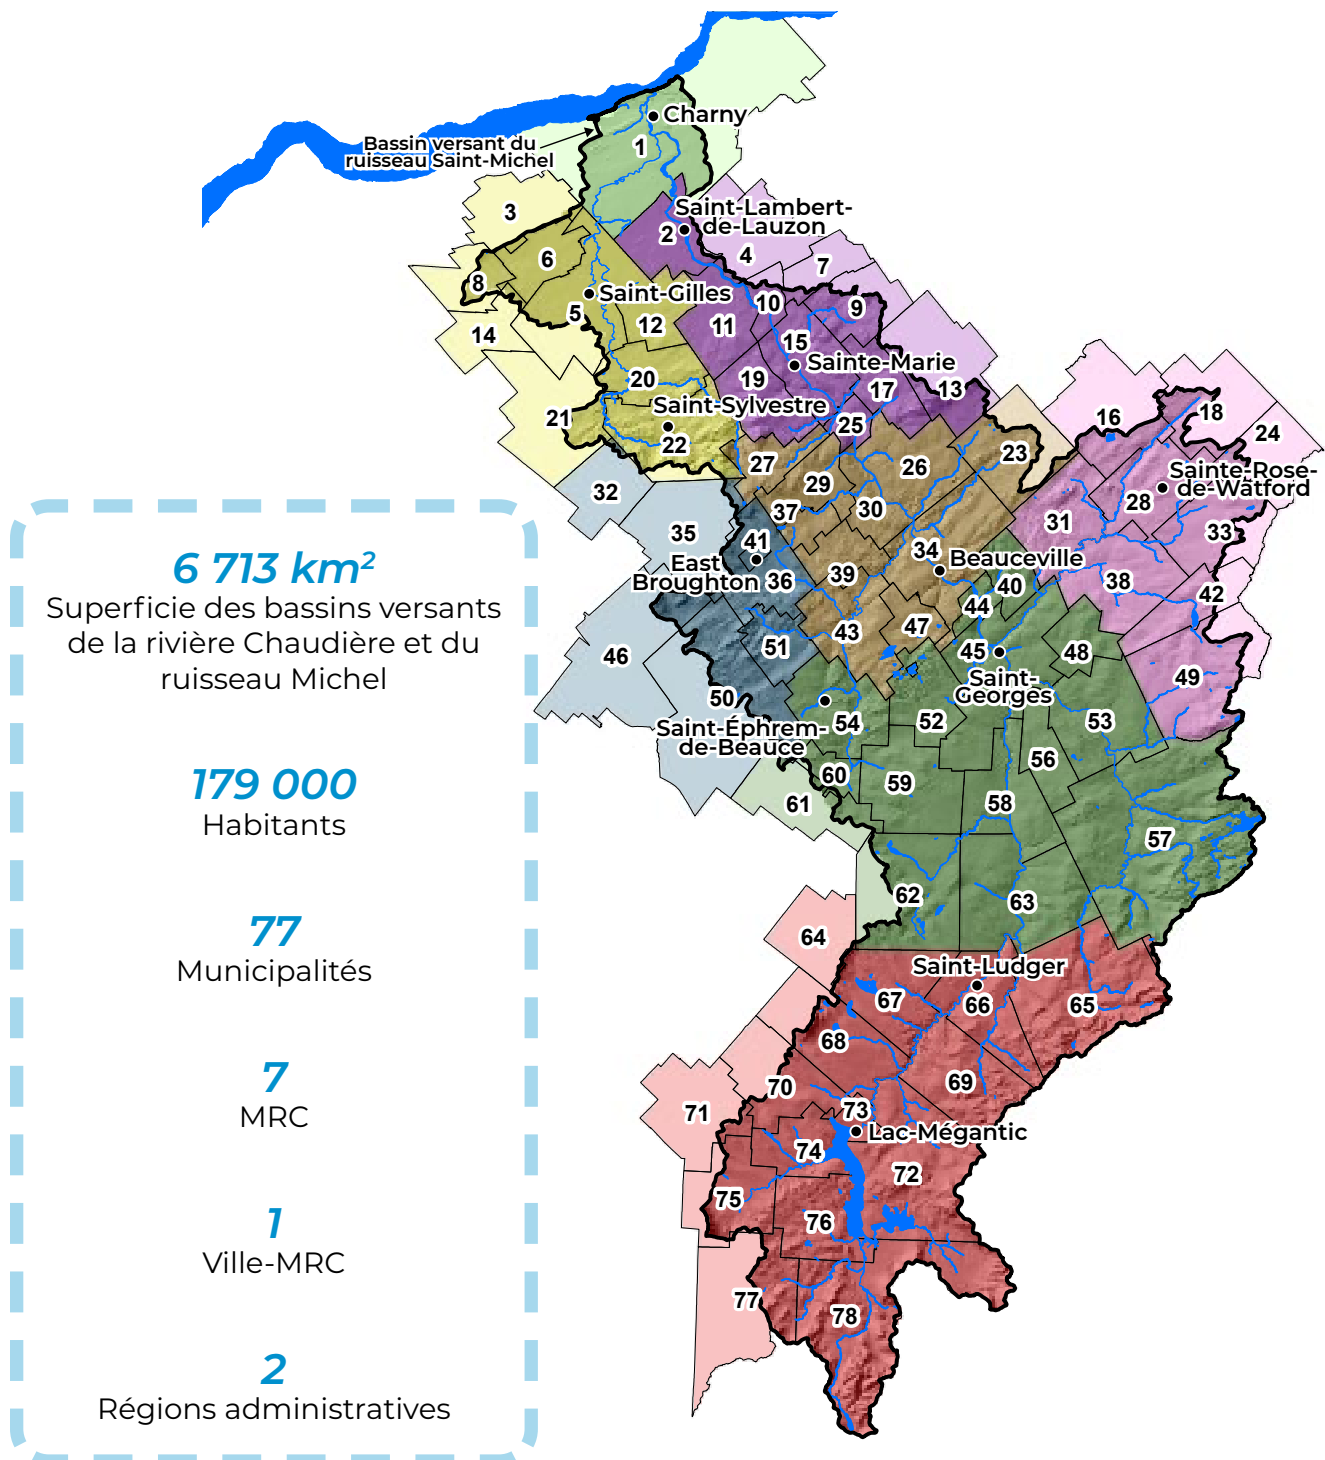 Charny
1
Bassin versant du
ruisseau Saint-Michel
3
Saint-Lambert-
de-Lauzon
2
4
7
6
8
Saint-Gilles
5
10
9
12
11
14
15
Sainte-Marie
19
17
13
20
Saint-Sylvestre
21
25
16
18
24
22
23
27
26
Sainte-Rose-
de-Watford
29
28
32
37
30
31
33
35
41
34
Beauceville
East
Broughton
36
39
40
38
42
44
43
47
46
51
45
48
Saint-
Georges
49
50
54
52
53
Saint-Éphrem-
de-Beauce
56
60
59
61
58
57
62
63
64
Saint-Ludger
67
66
65
68
69
70
71
73
Lac-Mégantic
74
72
75
76
77
78
6 713 km²
Superficie des bassins versants
de la rivière Chaudière et du
ruisseau Michel
179 000
Habitants
77
Municipalités
7
MRC
1
Ville-MRC
2
Régions administratives